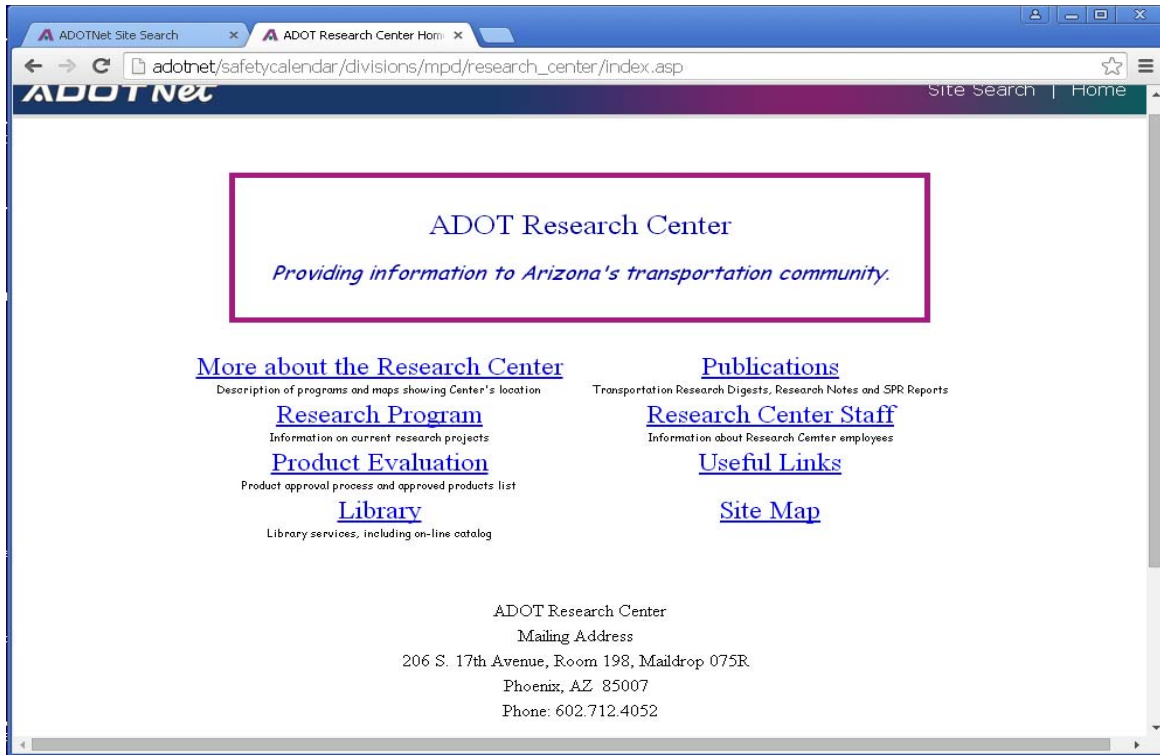 ADOTNet Site Search
ADOT Research Center Hom
adotnet/safetycalendar/divisions/mpd/research_center/index.asp
ADOTNet
Site Search | Home
ADOT Research Center
Providing information to Arizona's transportation community.
More about the Research Center
Description of programs and maps showing Center's location
Research Program
Information on current research projects
Product Evaluation
Product approval process and approved products list
Library
Library services, including on-line catalog
Publications
Transportation Research Digests, Research Notes and SPR Reports
Research Center Staff
Information about Research Cemter employees
Useful Links
Site Map
ADOT Research Center
Mailing Address
206 S. 17th Avenue, Room 198, Maildrop 075R
Phoenix, AZ 85007
Phone: 602.712.4052